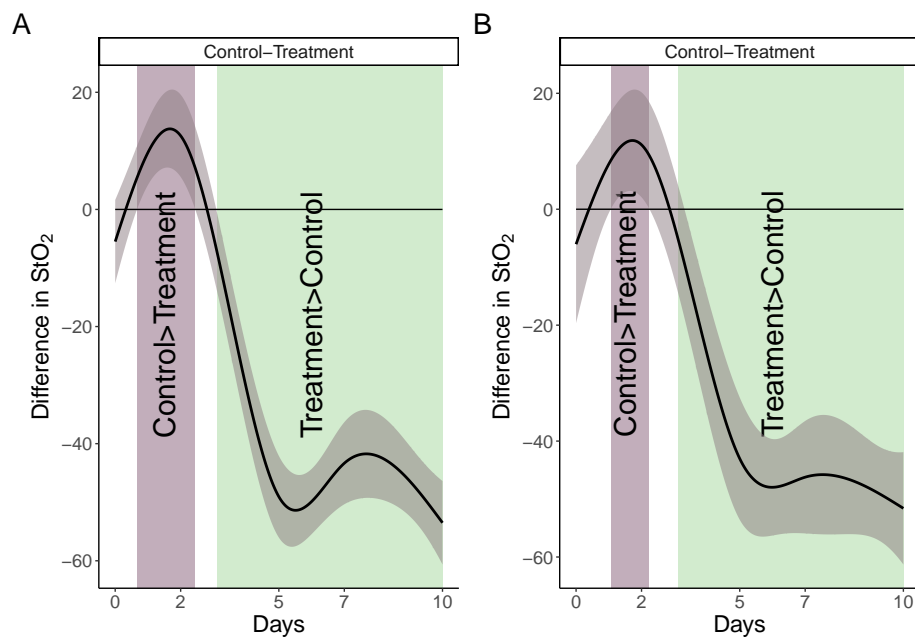 A
Control−Treatment
Difference in StO₂
20
0
−20
−40
−60
Control>Treatment
Treatment>Control
0 2 5 7 10
Days
B
Control−Treatment
Difference in StO₂
20
0
−20
−40
−60
Control>Treatment
Treatment>Control
0 2 5 7 10
Days